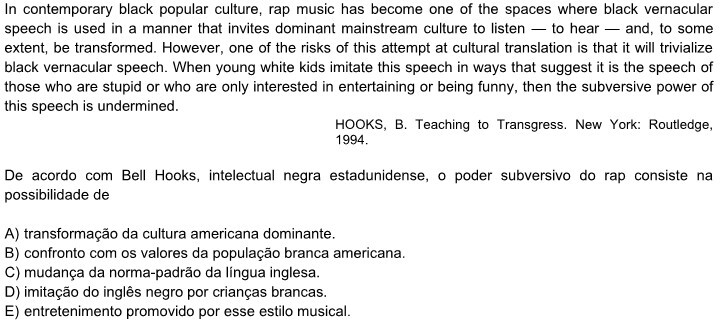 In contemporary black popular culture, rap music has become one of the spaces where black vernacular
speech is used in a manner that invites dominant mainstream culture to listen — to hear — and, to some
extent, be transformed. However, one of the risks of this attempt at cultural translation is that it will trivialize
black vernacular speech. When young white kids imitate this speech in ways that suggest it is the speech of
those who are stupid or who are only interested in entertaining or being funny, then the subversive power of
this speech is undermined.
HOOKS, B. Teaching to Transgress. New York: Routledge,
1994.
De acordo com Bell Hooks, intelectual negra estadunidense, o poder subversivo do rap consiste na
possibilidade de
A) transformação da cultura americana dominante.
B) confronto com os valores da população branca americana.
C) mudança da norma-padrão da língua inglesa.
D) imitação do inglês negro por crianças brancas.
E) entretenimento promovido por esse estilo musical.